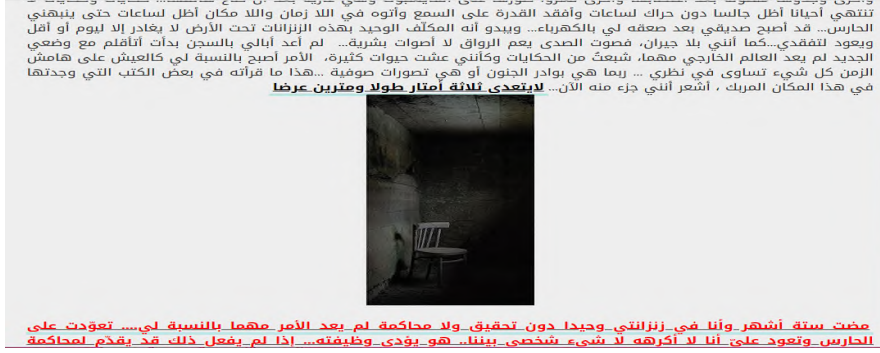 تنتهي أحيانا أظل جالسا دون حراك لساعات وأفقد القدرة على السمع وأتوه في اللا زمان واللا مكان أظل لساعات حتى ينبهني
الحارس... قد أصبح صديقي بعد صعقه لي بالكهرباء... ويبدو أنه المكلّف الوحيد بهذه الزنزانات تحت الأرض لا يغادر إلا ليوم أو أقل
ويعود لتفقدي...كما أنني بلا جيران، فصوت الصدى يعم الرواق لا أصوات بشرية... لم أعد أبالي بالسجن بدأت أتأقلم مع وضعي
الجديد لم يعد العالم الخارجي مهما، شبعتُ من الحكايات وكأنني عشت حيوات كثيرة، الأمر أصبح بالنسبة لي كالعيش على هامش
الزمن كل شيء تساوى في نظري ... ربما هي بوادر الجنون أو هي تصورات صوفية ...هذا ما قرأته في بعض الكتب التي وجدتها
في هذا المكان المربك ، أشعر أنني جزء منه الآن... لايتعدى ثلاثة أمتار طولا ومترين عرضا
مضت ستة أشهر وأنا في زنزانتي وحيدا دون تحقيق ولا محاكمة لم يعد الأمر مهما بالنسبة لي.... تعوّدت على
الحارس وتعود عليّ أنا لا أكرهه لا شيء شخصي بيننا.. هو يؤدي وظيفته... إذا لم يفعل ذلك قد يقدّم لمحاكمة